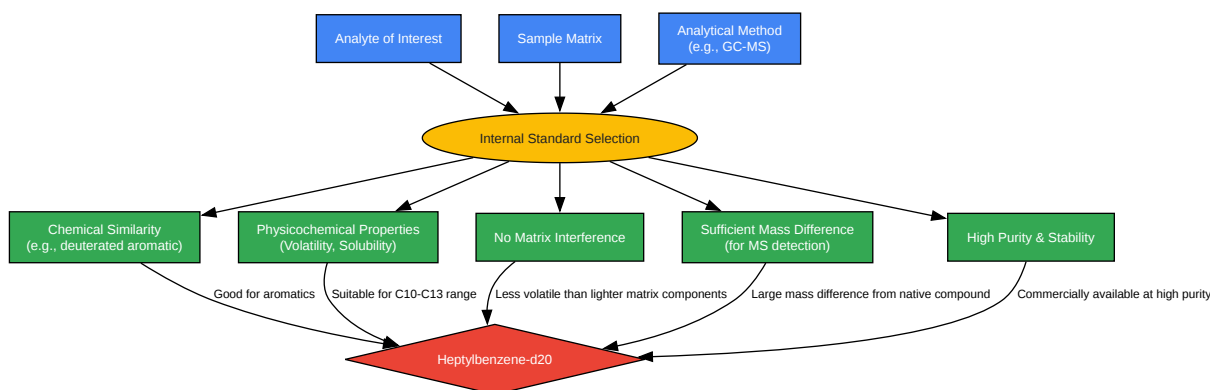 Analyte of Interest
Sample Matrix
Analytical Method
(e.g., GC-MS)
Internal Standard Selection
Chemical Similarity
(e.g., deuterated aromatic)
Physicochemical Properties
(Volatility, Solubility)
No Matrix Interference
Sufficient Mass Difference
(for MS detection)
High Purity & Stability
Good for aromatics
Suitable for C10-C13 range
Less volatile than lighter matrix components
Large mass difference from native compound
Commercially available at high purity
Heptylbenzene-d20